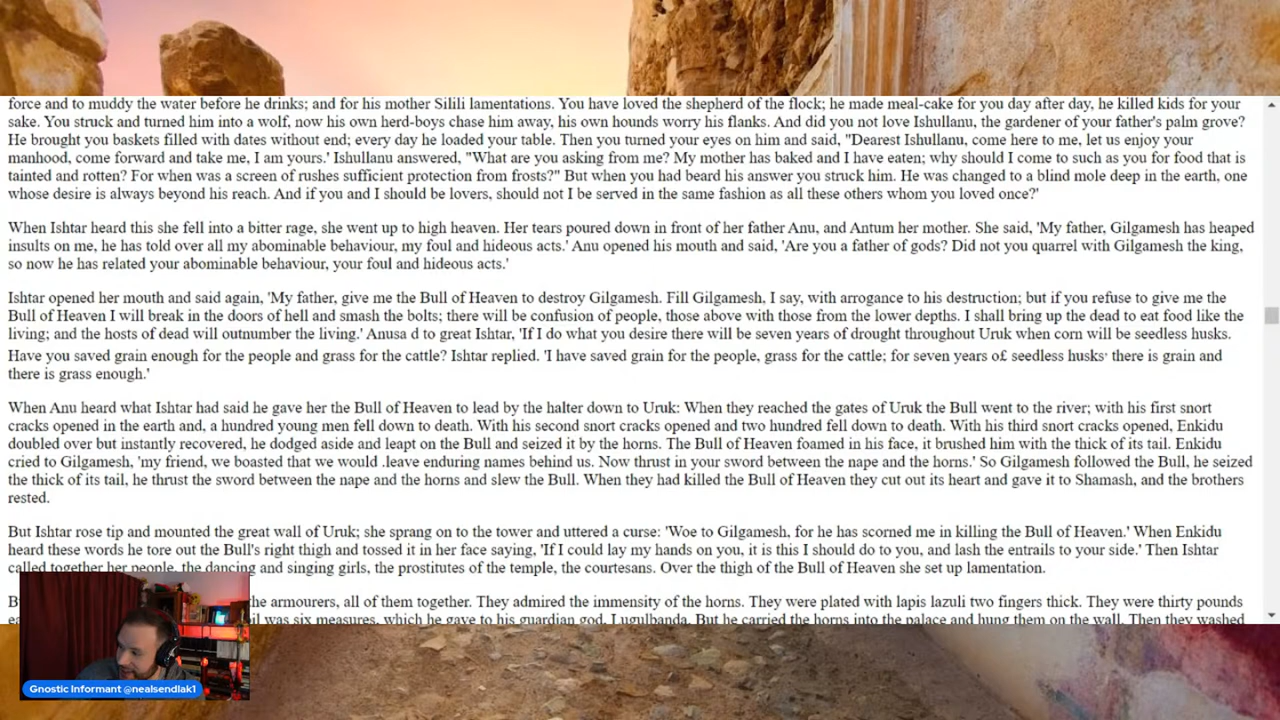 force and to muddy the water before he drinks; and for his mother Silili lamentations. You have loved the shepherd of the flock; he made meal-cake for you day after day, he killed kids for your
sake. You struck and turned him into a wolf, now his own herd-boys chase him away, his own hounds worry his flanks. And did you not love Ishullanu, the gardener of your father's palm grove?
He brought you baskets filled with dates without end; every day he loaded your table. Then you turned your eyes on him and said, "Dearest Ishullanu, come here to me, let us enjoy your
manhood, come forward and take me, I am yours.' Ishullanu answered, "What are you asking from me? My mother has baked and I have eaten; why should I come to such as you for food that is
tainted and rotten? For when was a screen of rushes sufficient protection from frosts?" But when you had beard his answer you struck him. He was changed to a blind mole deep in the earth, one
whose desire is always beyond his reach. And if you and I should be lovers, should not I be served in the same fashion as all these others whom you loved once?'
When Ishtar heard this she fell into a bitter rage, she went up to high heaven. Her tears poured down in front of her father Anu, and Antum her mother. She said, 'My father, Gilgamesh has heaped
insults on me, he has told over all my abominable behaviour, my foul and hideous acts.' Anu opened his mouth and said, 'Are you a father of gods? Did not you quarrel with Gilgamesh the king,
so now he has related your abominable behaviour, your foul and hideous acts.'
Ishtar opened her mouth and said again, 'My father, give me the Bull of Heaven to destroy Gilgamesh. Fill Gilgamesh, I say, with arrogance to his destruction; but if you refuse to give me the
Bull of Heaven I will break in the doors of hell and smash the bolts; there will be confusion of people, those above with those from the lower depths. I shall bring up the dead to eat food like the
living; and the hosts of dead will outnumber the living.' Anusa d to great Ishtar, 'If I do what you desire there will be seven years of drought throughout Uruk when corn will be seedless husks.
Have you saved grain enough for the people and grass for the cattle? Ishtar replied. 'I have saved grain for the people, grass for the cattle; for seven years o£ seedless husks' there is grain and
there is grass enough.'
When Anu heard what Ishtar had said he gave her the Bull of Heaven to lead by the halter down to Uruk: When they reached the gates of Uruk the Bull went to the river; with his first snort
cracks opened in the earth and, a hundred young men fell down to death. With his second snort cracks opened and two hundred fell down to death. With his third snort cracks opened, Enkidu
doubled over but instantly recovered, he dodged aside and leapt on the Bull and seized it by the horns. The Bull of Heaven foamed in his face, it brushed him with the thick of its tail. Enkidu
cried to Gilgamesh, 'my friend, we boasted that we would .leave enduring names behind us. Now thrust in your sword between the nape and the horns.' So Gilgamesh followed the Bull, he seized
the thick of its tail, he thrust the sword between the nape and the horns and slew the Bull. When they had killed the Bull of Heaven they cut out its heart and gave it to Shamash, and the brothers
rested.
But Ishtar rose tip and mounted the great wall of Uruk; she sprang on to the tower and uttered a curse: 'Woe to Gilgamesh, for he has scorned me in killing the Bull of Heaven.' When Enkidu
heard these words he tore out the Bull's right thigh and tossed it in her face saying, 'If I could lay my hands on you, it is this I should do to you, and lash the entrails to your side.' Then Ishtar
called together her people, the dancing and singing girls, the prostitutes of the temple, the courtesans. Over the thigh of the Bull of Heaven she set up lamentation.
the armourers, all of them together. They admired the immensity of the horns. They were plated with lapis lazuli two fingers thick. They were thirty pounds
was six measures, which he gave to his guardian god, Lugulbanda. But he carried the horns into the palace and hung them on the wall. Then they washed
Gnostic Informant @nealsendlak1